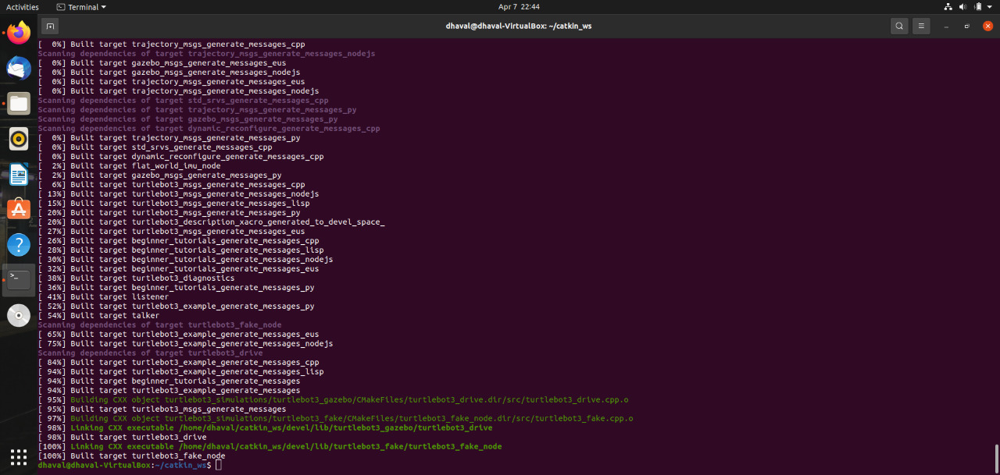 Activities
Terminal
Apr 7 22:44
dhaval@dhaval-VirtualBox: ~/catkin_ws
[  0%] Built target trajectory_msgs_generate_messages_cpp
Scanning dependencies of target trajectory_msgs_generate_messages_nodejs
[  0%] Built target gazebo_msgs_generate_messages_eus
[  0%] Built target gazebo_msgs_generate_messages_nodejs
[  0%] Built target trajectory_msgs_generate_messages_eus
[  0%] Built target trajectory_msgs_generate_messages_nodejs
Scanning dependencies of target std_srvs_generate_messages_cpp
Scanning dependencies of target trajectory_msgs_generate_messages_py
Scanning dependencies of target gazebo_msgs_generate_messages_py
Scanning dependencies of target dynamic_reconfigure_generate_messages_cpp
[  0%] Built target trajectory_msgs_generate_messages_py
[  0%] Built target std_srvs_generate_messages_cpp
[  0%] Built target dynamic_reconfigure_generate_messages_cpp
[  2%] Built target flat_world_imu_node
[  2%] Built target gazebo_msgs_generate_messages_py
[  6%] Built target turtlebot3_msgs_generate_messages_cpp
[ 13%] Built target turtlebot3_msgs_generate_messages_nodejs
[ 15%] Built target turtlebot3_msgs_generate_messages_lisp
[ 20%] Built target turtlebot3_msgs_generate_messages_py
[ 20%] Built target turtlebot3_description_xacro_generated_to_devel_space_
[ 27%] Built target turtlebot3_msgs_generate_messages_eus
[ 26%] Built target beginner_tutorials_generate_messages_cpp
[ 28%] Built target beginner_tutorials_generate_messages_lisp
[ 30%] Built target beginner_tutorials_generate_messages_nodejs
[ 32%] Built target beginner_tutorials_generate_messages_eus
[ 38%] Built target turtlebot3_diagnostics
[ 36%] Built target beginner_tutorials_generate_messages_py
[ 41%] Built target listener
[ 52%] Built target turtlebot3_example_generate_messages_py
[ 54%] Built target talker
Scanning dependencies of target turtlebot3_fake_node
[ 65%] Built target turtlebot3_example_generate_messages_eus
[ 75%] Built target turtlebot3_example_generate_messages_nodejs
Scanning dependencies of target turtlebot3_drive
[ 84%] Built target turtlebot3_example_generate_messages_cpp
[ 94%] Built target turtlebot3_example_generate_messages_lisp
[ 94%] Built target beginner_tutorials_generate_messages
[ 94%] Built target turtlebot3_example_generate_messages
[ 95%] Building CXX object turtlebot3_simulations/turtlebot3_gazebo/CMakeFiles/turtlebot3_drive.dir/src/turtlebot3_drive.cpp.o
[ 95%] Built target turtlebot3_msgs_generate_messages
[ 97%] Building CXX object turtlebot3_simulations/turtlebot3_fake/CMakeFiles/turtlebot3_fake_node.dir/src/turtlebot3_fake.cpp.o
[ 98%] Linking CXX executable /home/dhaval/catkin_ws/devel/lib/turtlebot3_gazebo/turtlebot3_drive
[ 98%] Built target turtlebot3_drive
[100%] Linking CXX executable /home/dhaval/catkin_ws/devel/lib/turtlebot3_fake/turtlebot3_fake_node
[100%] Built target turtlebot3_fake_node
dhaval@dhaval-VirtualBox:~/catkin_ws$